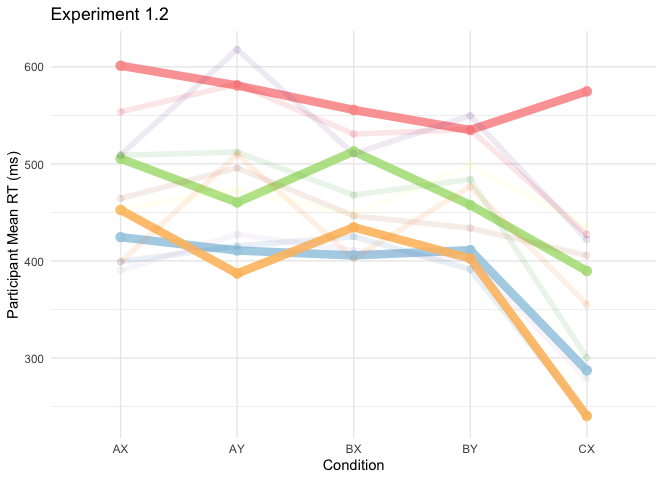 Experiment 1.2
Participant Mean RT (ms)
600
500
400
300
AX AY BX BY CX
Condition